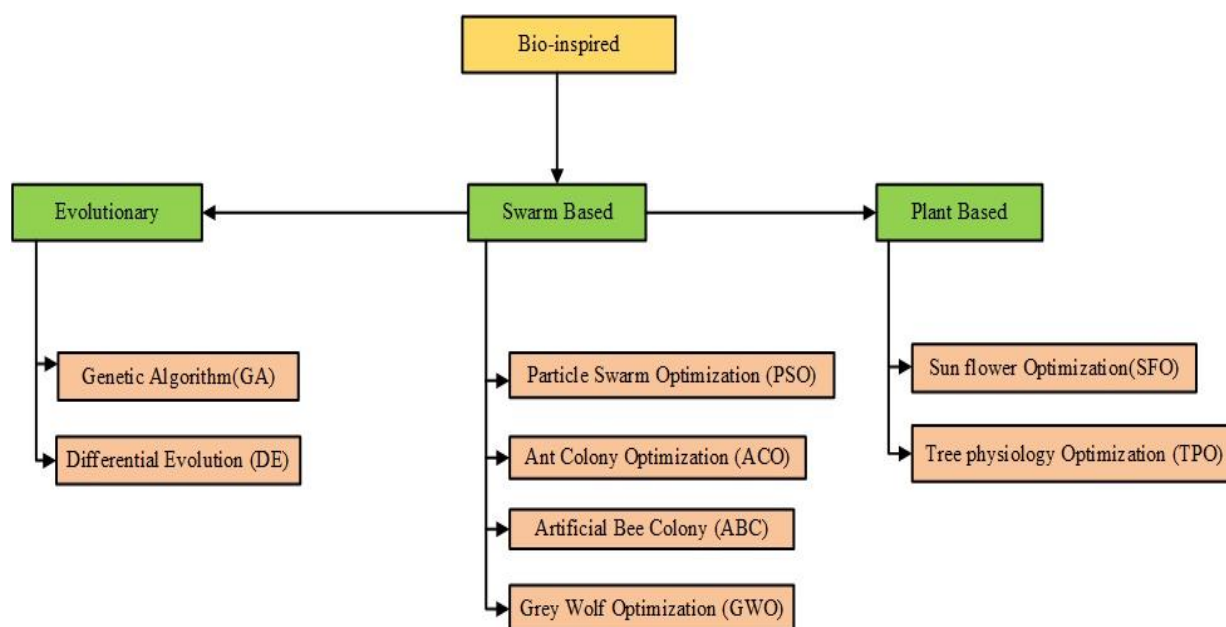 Bio-inspired
Evolutionary
Swarm Based
Plant Based
Genetic Algorithm(GA)
Differential Evolution (DE)
Particle Swarm Optimization (PSO)
Ant Colony Optimization (ACO)
Artificial Bee Colony (ABC)
Grey Wolf Optimization (GWO)
Sun flower Optimization(SFO)
Tree physiology Optimization (TPO)